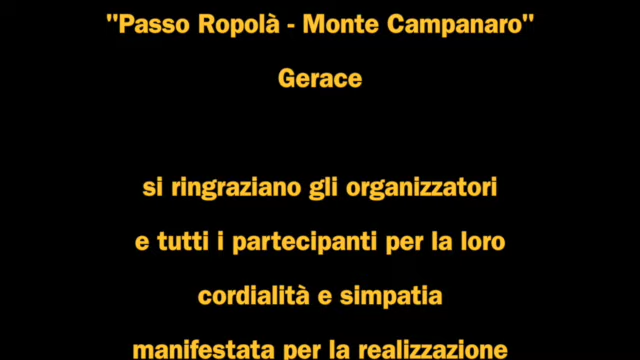 "Passo Ropolà - Monte Campanaro"
Gerace
si ringraziano gli organizzatori
e tutti i partecipanti per la loro
cordialità e simpatia
manifestata per la realizzazione